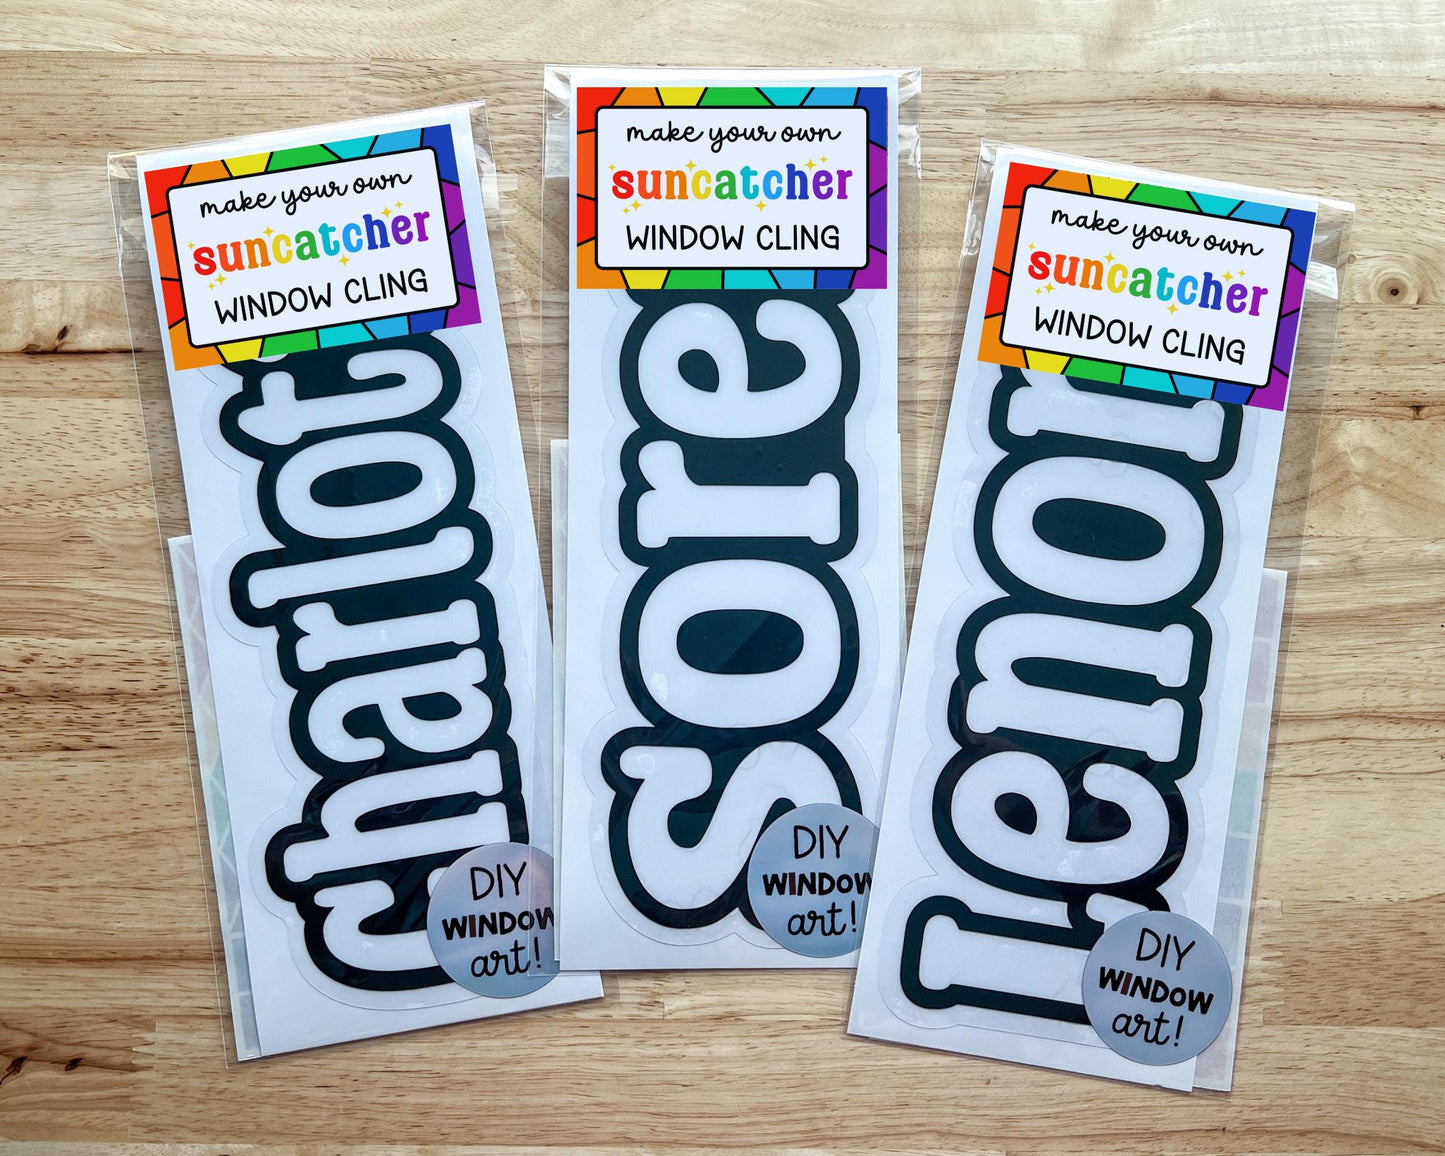 make your own
suncatcher
WINDOW CLING
charlot
DIY
WINDOW
art!
make your own
suncatcher
WINDOW CLING
sore
DIY
WINDOW
art!
make your own
suncatcher
WINDOW CLING
Lenor
DIY
WINDOW
art!